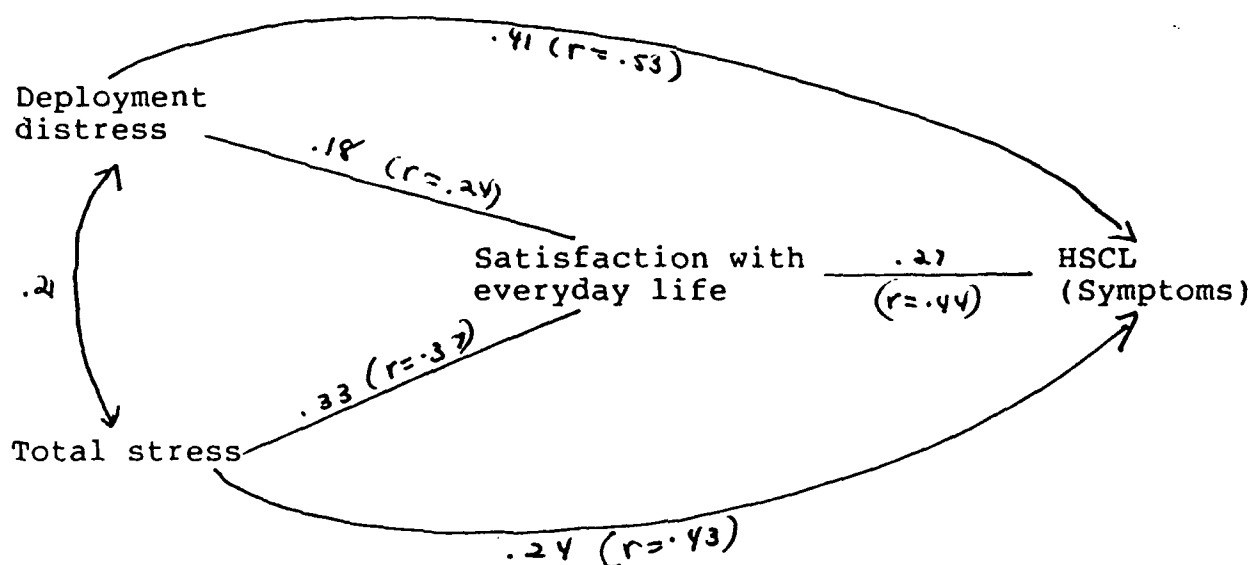 .41 (r=.53)
Deployment
distress
.18 (r=.24)
Satisfaction with
everyday life
.27
(r=.44)
HSCL
(Symptoms)
.21
.33 (r=.37)
Total stress
.24 (r=.43)